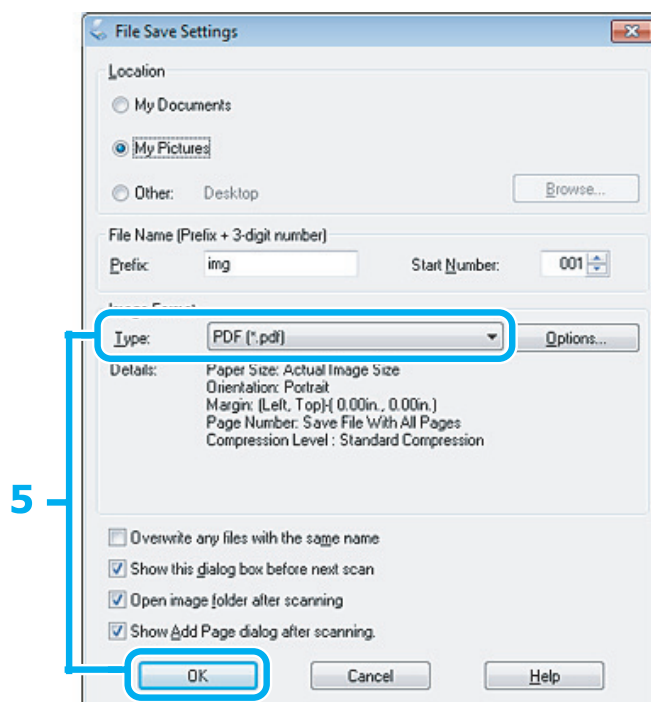 File Save Settings
Location
My Documents
My Pictures
Other: Desktop Browse...
File Name (Prefix + 3-digit number)
Prefix: img Start Number: 001
Image Format
Type: PDF (*.pdf) Options...
Details: Paper Size: Actual Image Size
Orientation: Portrait
Margin: (Left, Top)-( 0.00in., 0.00in.)
Page Number: Save File With All Pages
Compression Level : Standard Compression
5
Overwrite any files with the same name
Show this dialog box before next scan
Open image folder after scanning
Show Add Page dialog after scanning.
OK Cancel Help